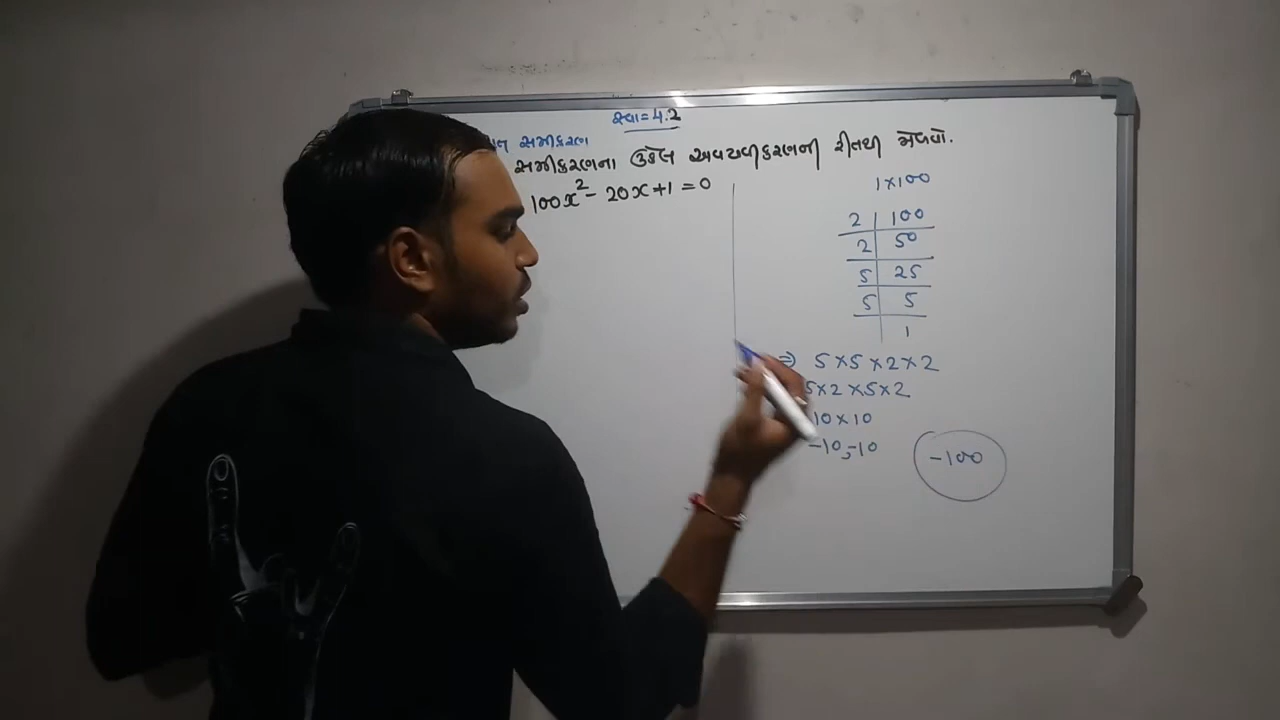 સ્વા = 4.2
સમીકરણ
સમીકરણના ઉકેલ અવયવીકરણની રીતથી મેળવો.
100x² - 20x + 1 = 0
1 × 100
2 | 100
2 | 50
5 | 25
5 | 5
1
⇒ 5 × 5 × 2 × 2
5 × 2 × 5 × 2
10 × 10
-10, -10
-100